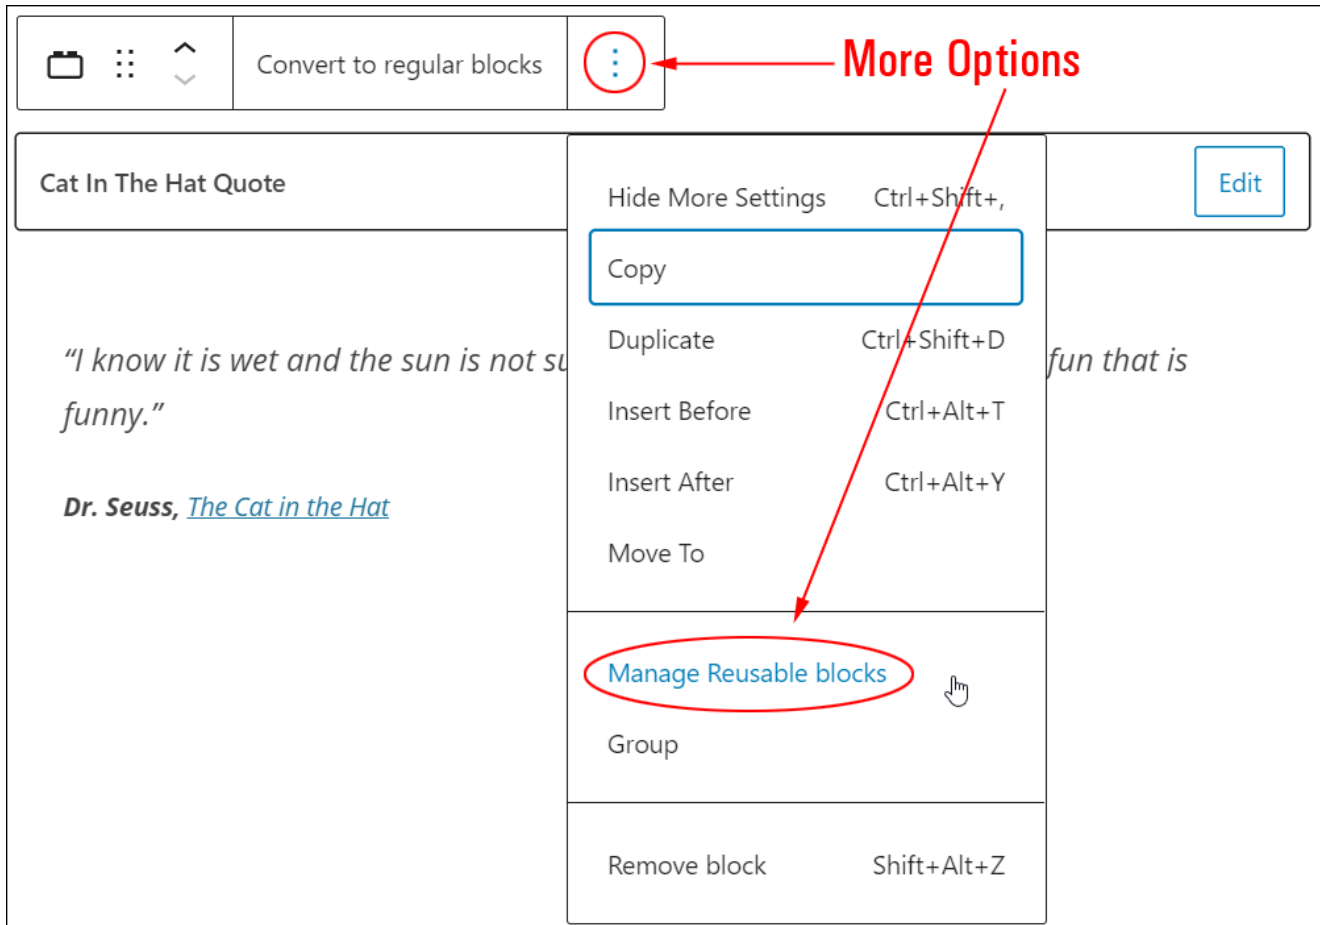 Convert to regular blocks
More Options
Cat In The Hat Quote
Edit
Hide More Settings Ctrl+Shift+,
Copy
Duplicate Ctrl+Shift+D
Insert Before Ctrl+Alt+T
Insert After Ctrl+Alt+Y
Move To
Manage Reusable blocks
Group
Remove block Shift+Alt+Z
“I know it is wet and the sun is not fun that is
funny.”
Dr. Seuss, The Cat in the Hat